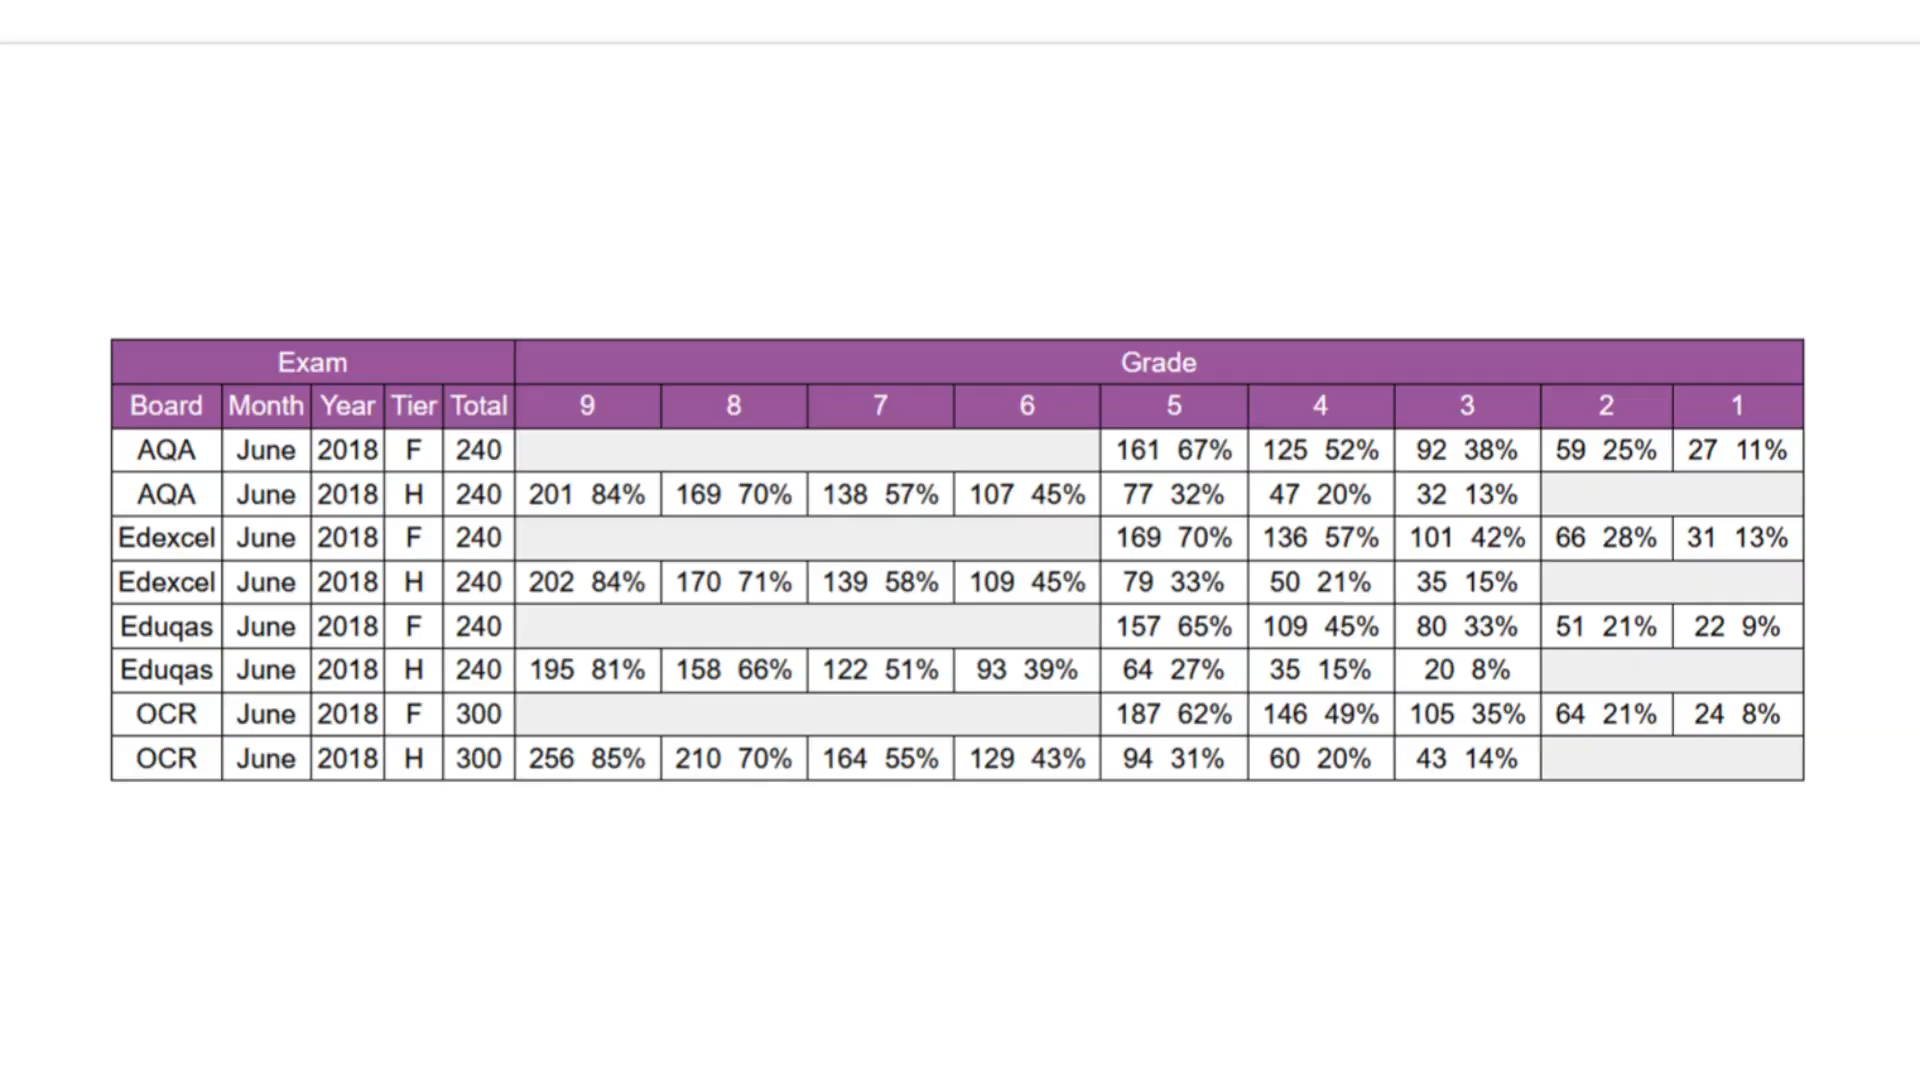 Exam Grade
Board Month Year Tier Total 9 8 7 6 5 4 3 2 1
AQA June 2018 F 240 161 67% 125 52% 92 38% 59 25% 27 11%
AQA June 2018 H 240 201 84% 169 70% 138 57% 107 45% 77 32% 47 20% 32 13%
Edexcel June 2018 F 240 169 70% 136 57% 101 42% 66 28% 31 13%
Edexcel June 2018 H 240 202 84% 170 71% 139 58% 109 45% 79 33% 50 21% 35 15%
Eduqas June 2018 F 240 157 65% 109 45% 80 33% 51 21% 22 9%
Eduqas June 2018 H 240 195 81% 158 66% 122 51% 93 39% 64 27% 35 15% 20 8%
OCR June 2018 F 300 187 62% 146 49% 105 35% 64 21% 24 8%
OCR June 2018 H 300 256 85% 210 70% 164 55% 129 43% 94 31% 60 20% 43 14%